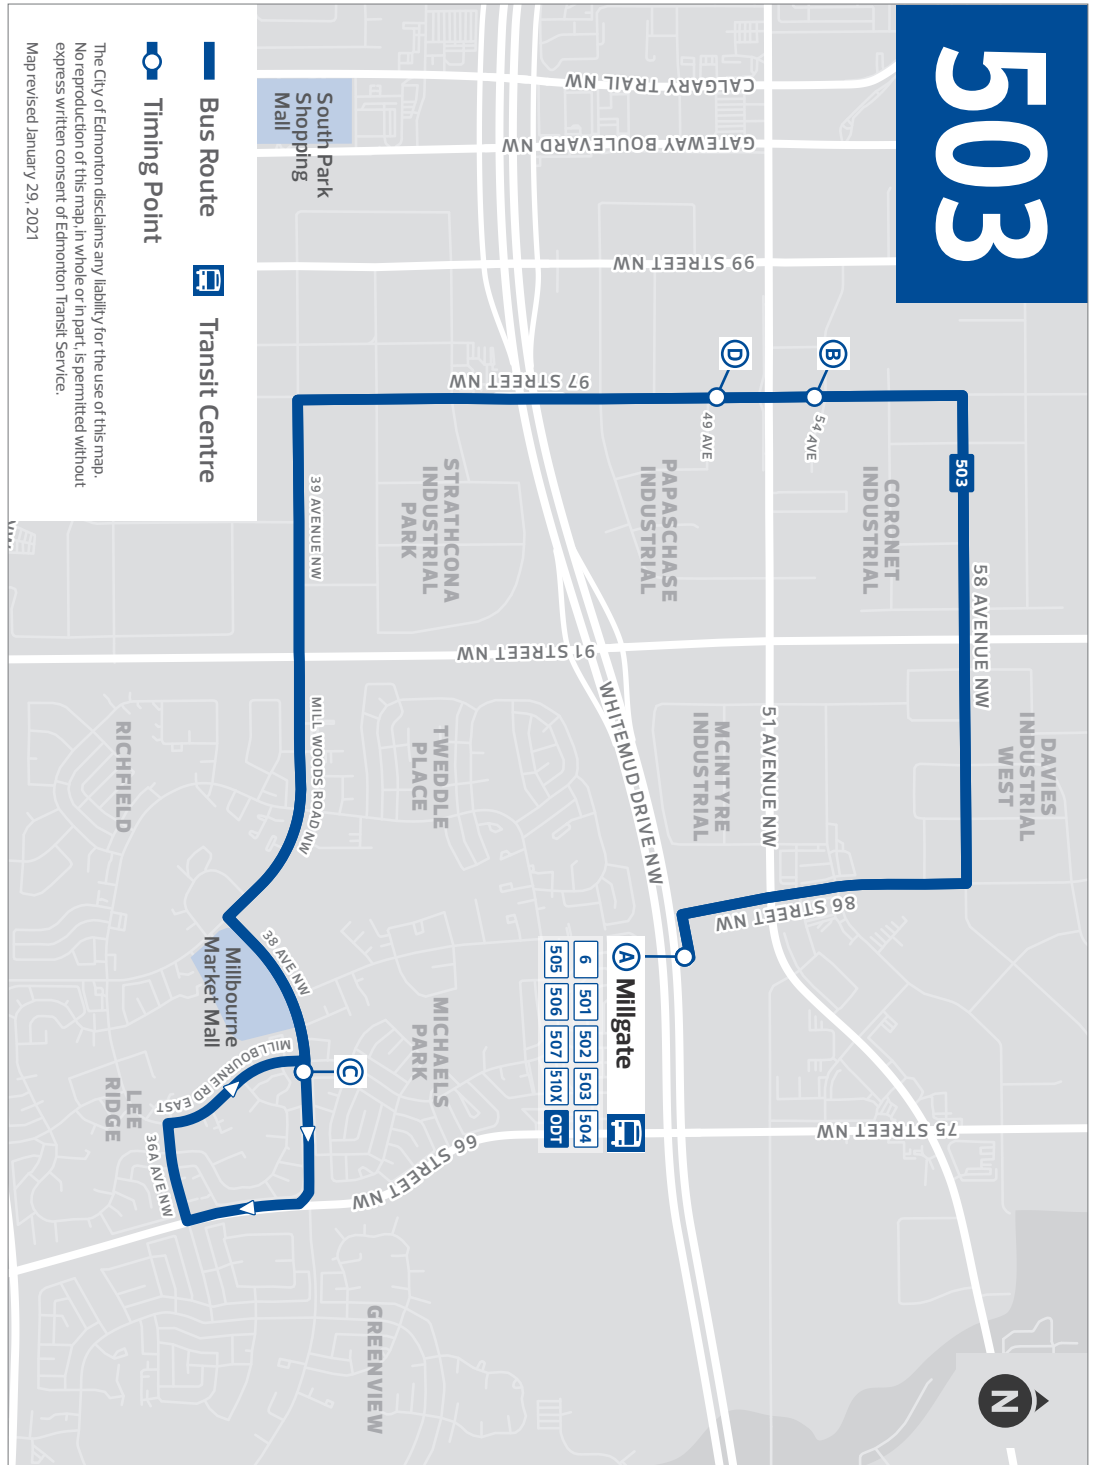 503
CALGARY TRAIL NW
GATEWAY BOULEVARD NW
99 STREET NW
97 STREET NW
91 STREET NW
86 STREET NW
75 STREET NW
66 STREET NW
58 AVENUE NW
503
54 AVE
51 AVENUE NW
49 AVE
WHITEMUD DRIVE NW
39 AVENUE NW
MILL WOODS ROAD NW
38 AVE NW
MILLBOURNE RD EAST
36A AVE NW
B
D
A
C
Millgate
6
501
502
503
504
505
506
507
510X
ODT
DAVIES
INDUSTRIAL
WEST
CORONET
INDUSTRIAL
MCINTYRE
INDUSTRIAL
PAPASCHASE
INDUSTRIAL
STRATHCONA
INDUSTRIAL
PARK
TWEDDLE
PLACE
MICHAELS
PARK
RICHFIELD
LEE
RIDGE
GREENVIEW
South Park
Shopping
Mall
Millbourne
Market Mall
N
Bus Route
Transit Centre
Timing Point
The City of Edmonton disclaims any liability for the use of this map.
No reproduction of this map, in whole or in part, is permitted without
express written consent of Edmonton Transit Service.
Map revised January 29, 2021